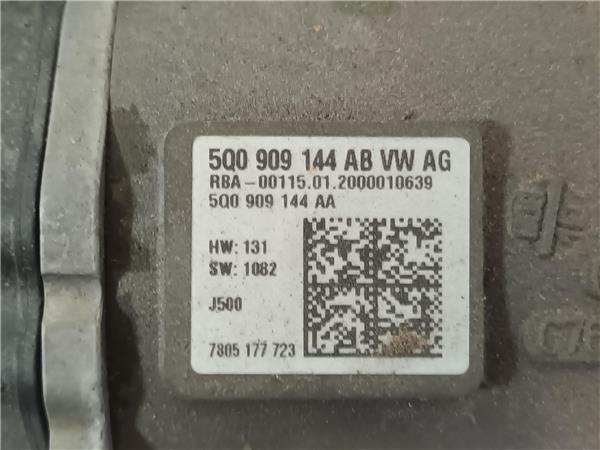 5Q0 909 144 AB VW AG
RBA-00115.01.2000010639
5Q0 909 144 AA
HW: 131
SW: 1082
J500
7805 177 723